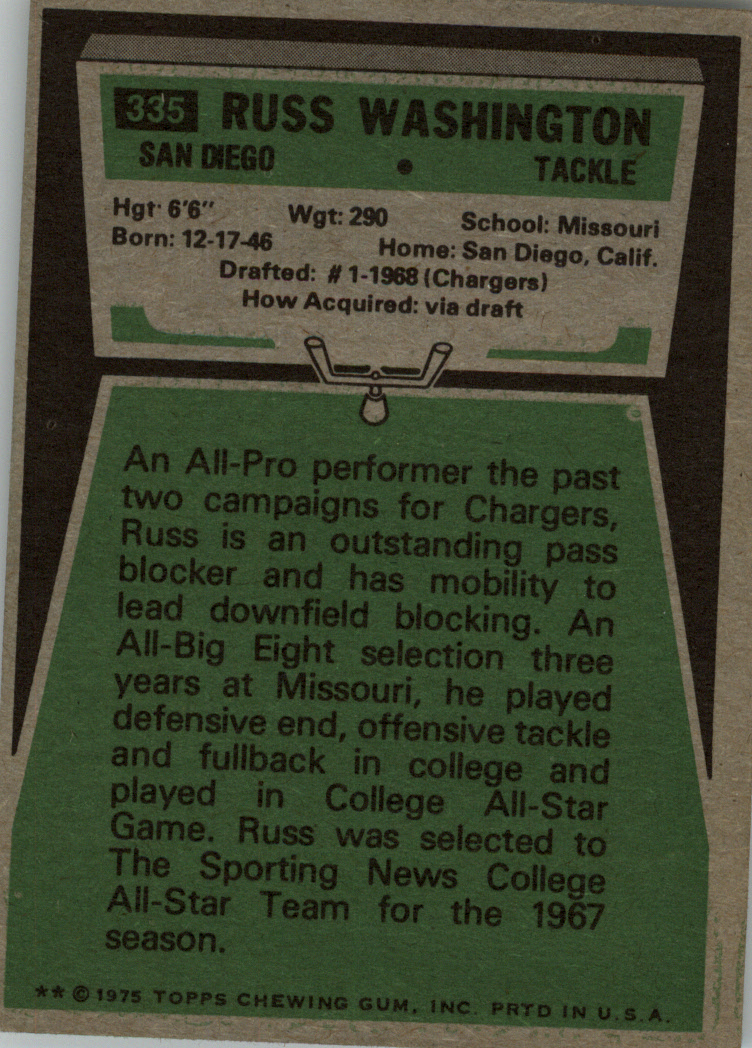 335 RUSS WASHINGTON
SAN DIEGO • TACKLE
Hgt: 6'6" Wgt: 290 School: Missouri
Born: 12-17-46 Home: San Diego, Calif.
Drafted: #1-1968 (Chargers)
How Acquired: via draft
An All-Pro performer the past
two campaigns for Chargers,
Russ is an outstanding pass
blocker and has mobility to
lead downfield blocking. An
All-Big Eight selection three
years at Missouri, he played
defensive end, offensive tackle
and fullback in college and
played in College All-Star
Game. Russ was selected to
The Sporting News College
All-Star Team for the 1967
season.
** © 1975 TOPPS CHEWING GUM, INC. PRTD IN U.S.A.